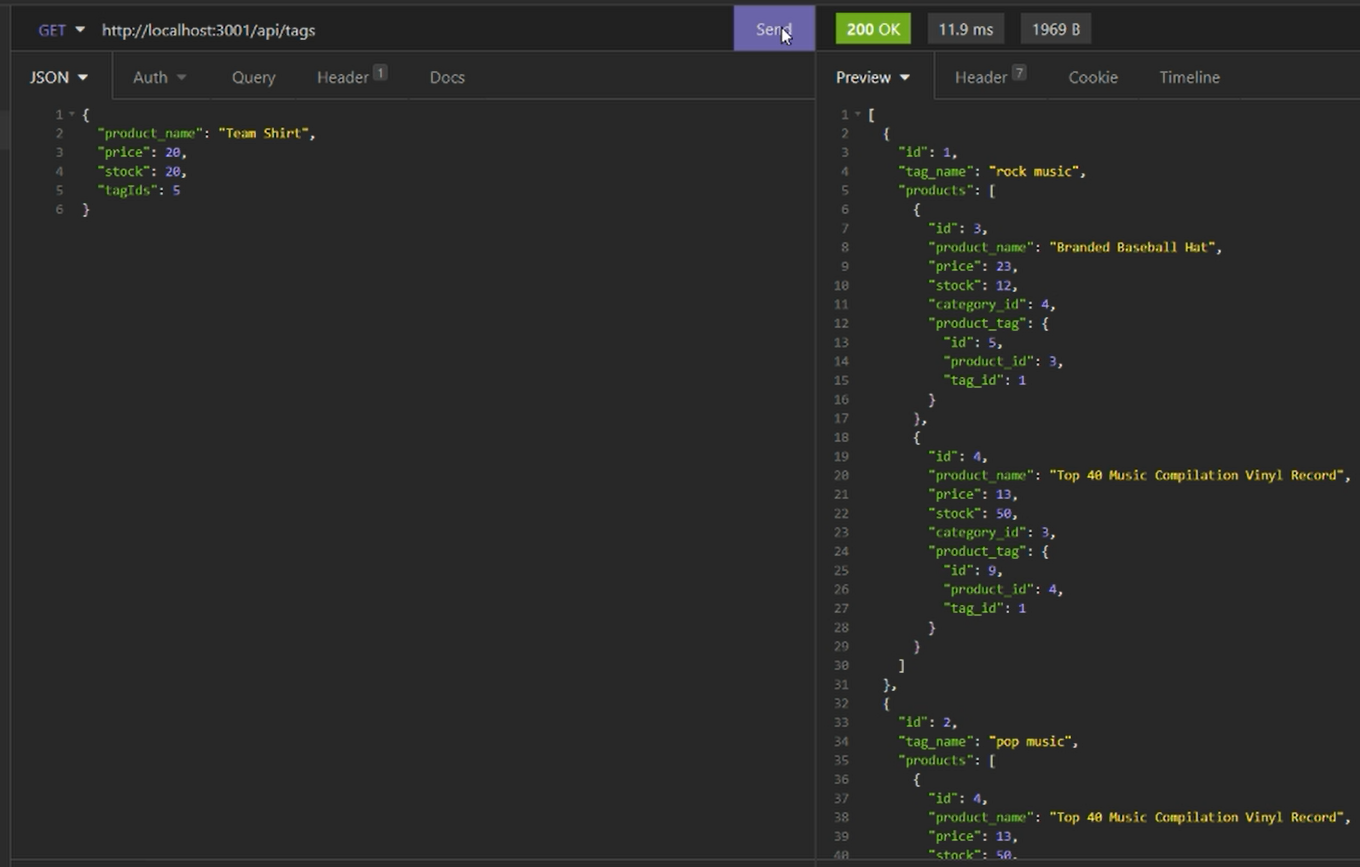 GET http://localhost:3001/api/tags Send 200 OK 11.9 ms 1969 B
JSON Auth Query Header 1 Docs Preview Header 7 Cookie Timeline
1 {
2 "product_name": "Team Shirt",
3 "price": 20,
4 "stock": 20,
5 "tagIds": 5
6 }
1 [
2 {
3 "id": 1,
4 "tag_name": "rock music",
5 "products": [
6 {
7 "id": 3,
8 "product_name": "Branded Baseball Hat",
9 "price": 23,
10 "stock": 12,
11 "category_id": 4,
12 "product_tag": {
13 "id": 5,
14 "product_id": 3,
15 "tag_id": 1
16 }
17 },
18 {
19 "id": 4,
20 "product_name": "Top 40 Music Compilation Vinyl Record",
21 "price": 13,
22 "stock": 50,
23 "category_id": 3,
24 "product_tag": {
25 "id": 9,
26 "product_id": 4,
27 "tag_id": 1
28 }
29 }
30 ]
31 },
32 {
33 "id": 2,
34 "tag_name": "pop music",
35 "products": [
36 {
37 "id": 4,
38 "product_name": "Top 40 Music Compilation Vinyl Record",
39 "price": 13,
40 "stock": 50,